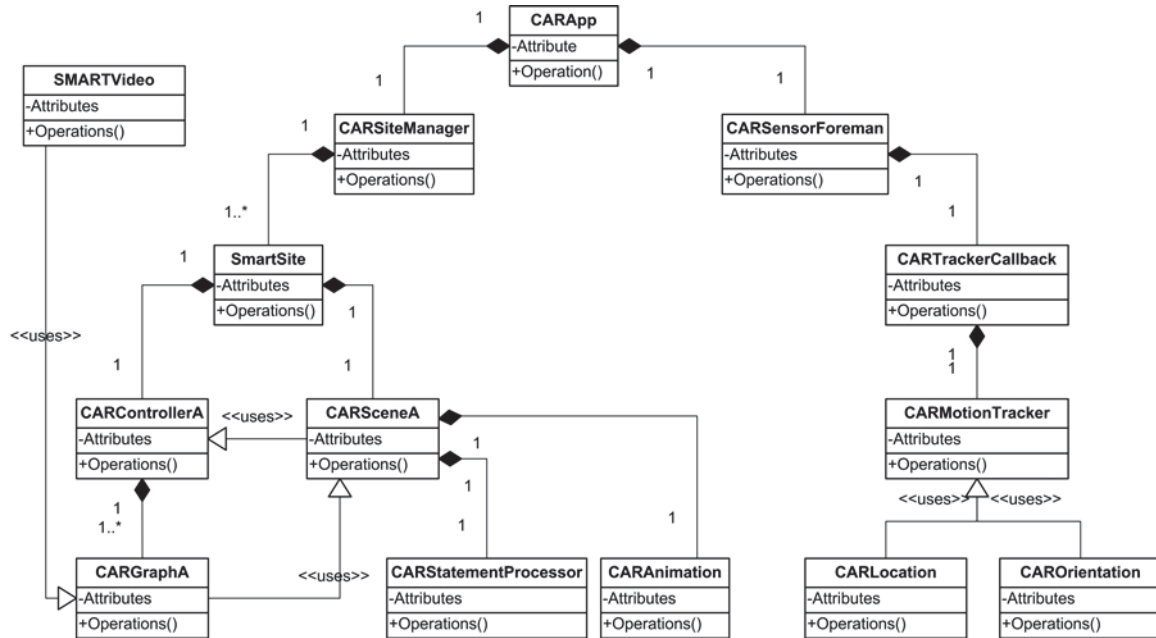 1
CARApp
-Attribute
+Operation()
1
1
1
SMARTVideo
-Attributes
+Operations()
1
CARSiteManager
-Attributes
+Operations()
CARSensorForeman
-Attributes
+Operations()
1
1..*
1
1
SmartSite
-Attributes
+Operations()
1
CARTrackerCallback
-Attributes
+Operations()
<<uses>>
1
1
1
1
CARControllerA
-Attributes
+Operations()
<<uses>>
CARSceneA
-Attributes
+Operations()
1
1
CARMotionTracker
-Attributes
+Operations()
1
1..*
1
1
<<uses>>
<<uses>>
<<uses>>
CARGraphA
-Attributes
+Operations()
CARStatementProcessor
-Attributes
+Operations()
CARAnimation
-Attributes
+Operations()
CARLocation
-Attributes
+Operations()
CAROrientation
-Attributes
+Operations()